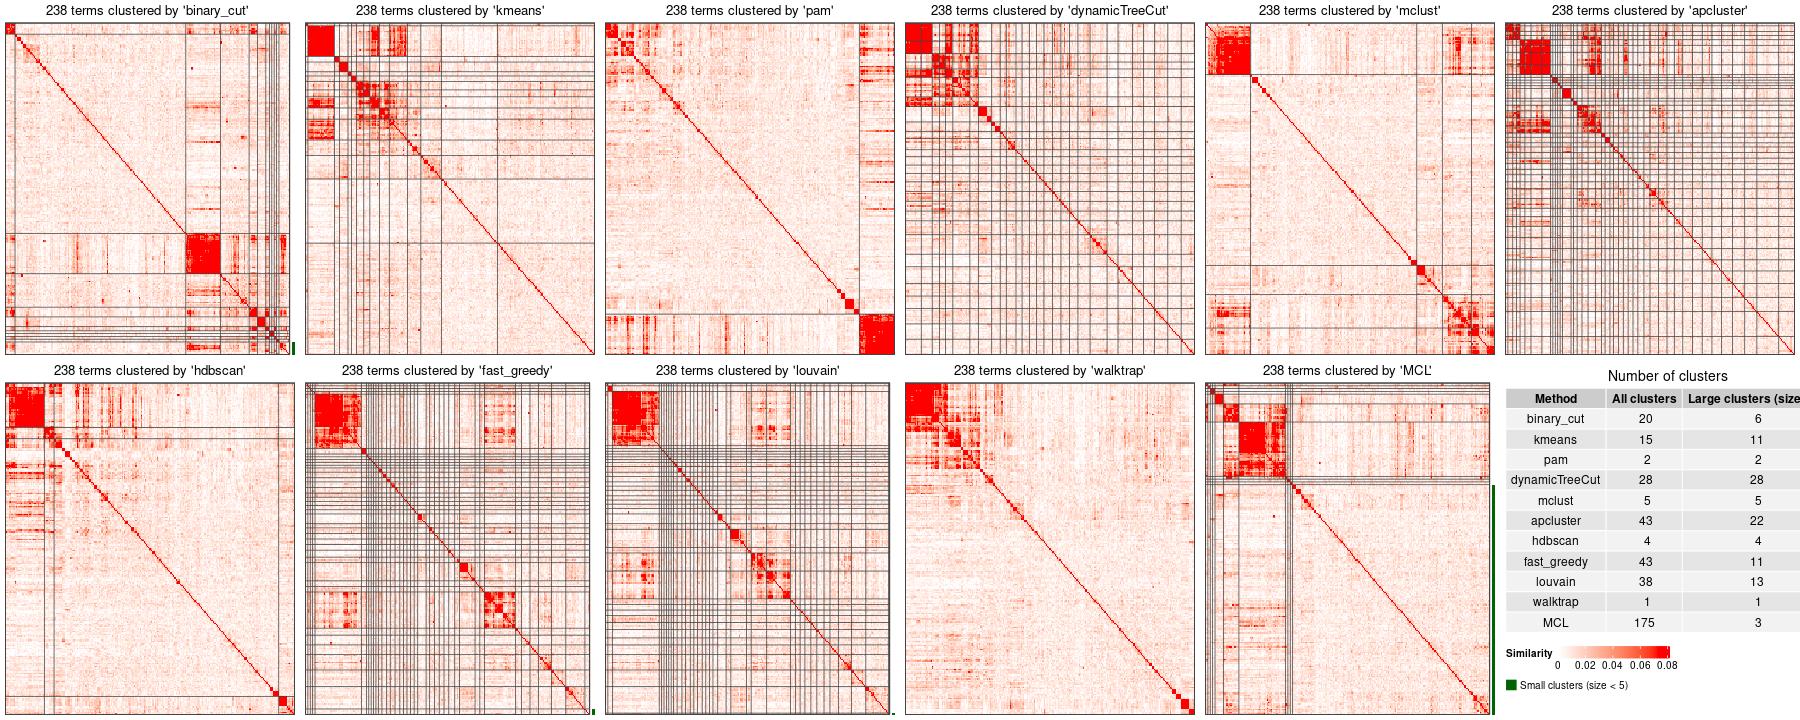 238 terms clustered by 'binary_cut'
238 terms clustered by 'kmeans'
238 terms clustered by 'pam'
238 terms clustered by 'dynamicTreeCut'
238 terms clustered by 'mclust'
238 terms clustered by 'apcluster'
238 terms clustered by 'hdbscan'
238 terms clustered by 'fast_greedy'
238 terms clustered by 'louvain'
238 terms clustered by 'walktrap'
238 terms clustered by 'MCL'
Number of clusters
Method All clusters Large clusters (size
binary_cut 20 6
kmeans 15 11
pam 2 2
dynamicTreeCut 28 28
mclust 5 5
apcluster 43 22
hdbscan 4 4
fast_greedy 43 11
louvain 38 13
walktrap 1 1
MCL 175 3
Similarity
0 0.02 0.04 0.06 0.08
Small clusters (size < 5)